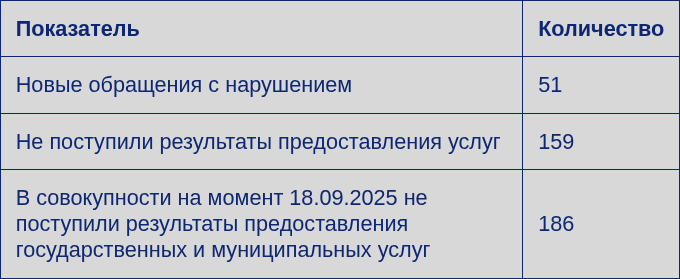 Показатель Количество
Новые обращения с нарушением 51
Не поступили результаты предоставления услуг 159
В совокупности на момент 18.09.2025 не
поступили результаты предоставления
государственных и муниципальных услуг
186